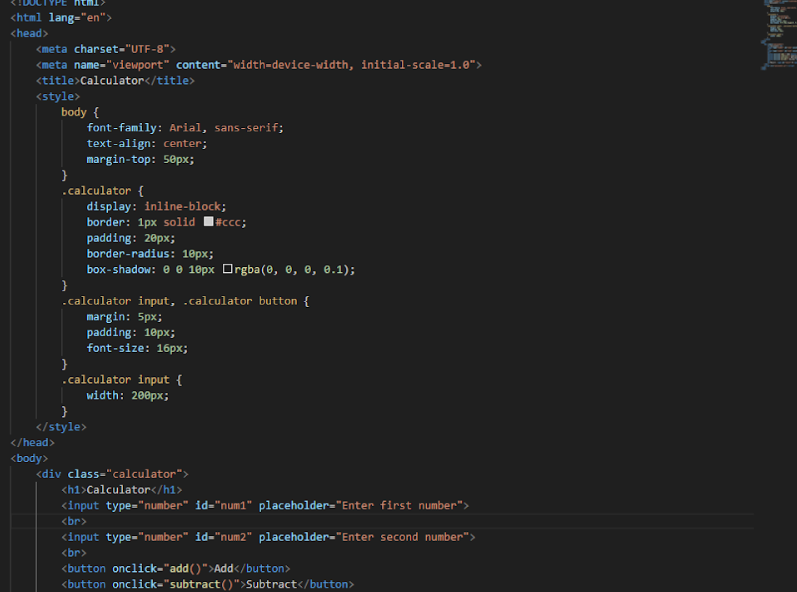 <!DOCTYPE html>
<html lang="en">
<head>
    <meta charset="UTF-8">
    <meta name="viewport" content="width=device-width, initial-scale=1.0">
    <title>Calculator</title>
    <style>
        body {
            font-family: Arial, sans-serif;
            text-align: center;
            margin-top: 50px;
        }
        .calculator {
            display: inline-block;
            border: 1px solid #ccc;
            padding: 20px;
            border-radius: 10px;
            box-shadow: 0 0 10px rgba(0, 0, 0, 0.1);
        }
        .calculator input, .calculator button {
            margin: 5px;
            padding: 10px;
            font-size: 16px;
        }
        .calculator input {
            width: 200px;
        }
    </style>
</head>
<body>
    <div class="calculator">
        <h1>Calculator</h1>
        <input type="number" id="num1" placeholder="Enter first number">
        <br>
        <input type="number" id="num2" placeholder="Enter second number">
        <br>
        <button onclick="add()">Add</button>
        <button onclick="subtract()">Subtract</button>